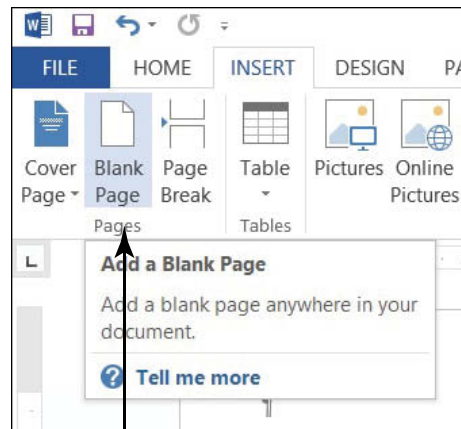 W
FILE HOME INSERT DESIGN PA
Cover Page
Blank Page
Page Break
Table
Pictures
Online Pictures
Pages Tables
L
Add a Blank Page
Add a blank page anywhere in your
document.
? Tell me more
¶